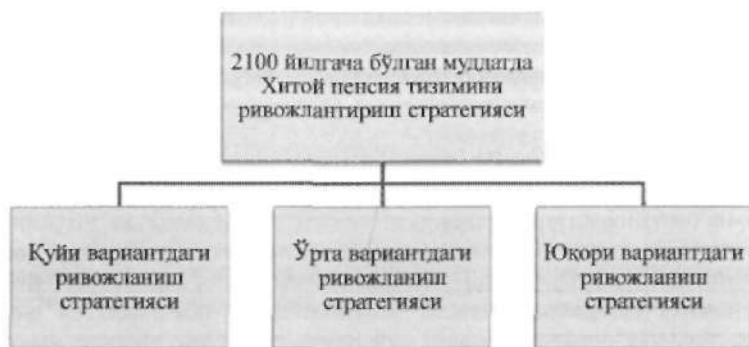 2100 йилгача бўлган муддатда
Хитой пенсия тизимини
ривожлантириш стратегияси
Қуйи вариантдаги
ривожланиш
стратегияси
Ўрта вариантдаги
ривожланиш
стратегияси
Юқори вариантдаги
ривожланиш
стратегияси